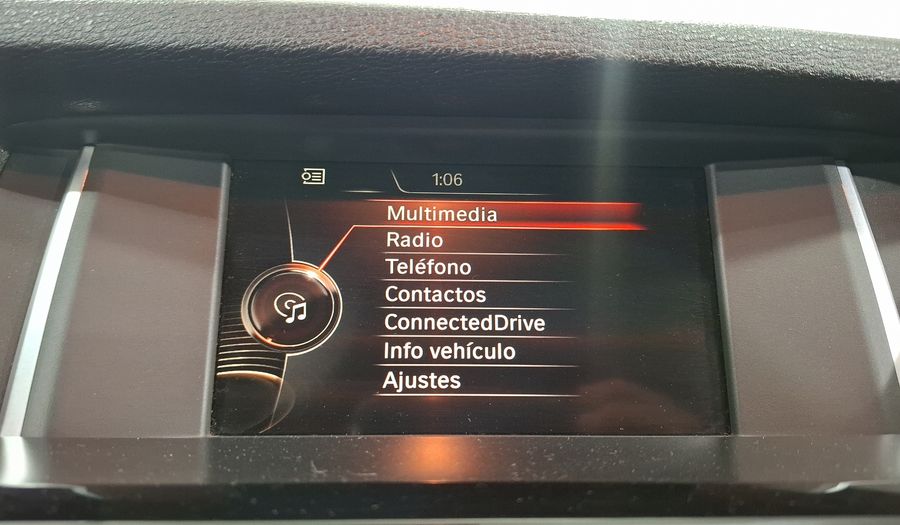 1:06
Multimedia
Radio
Teléfono
Contactos
ConnectedDrive
Info vehículo
Ajustes